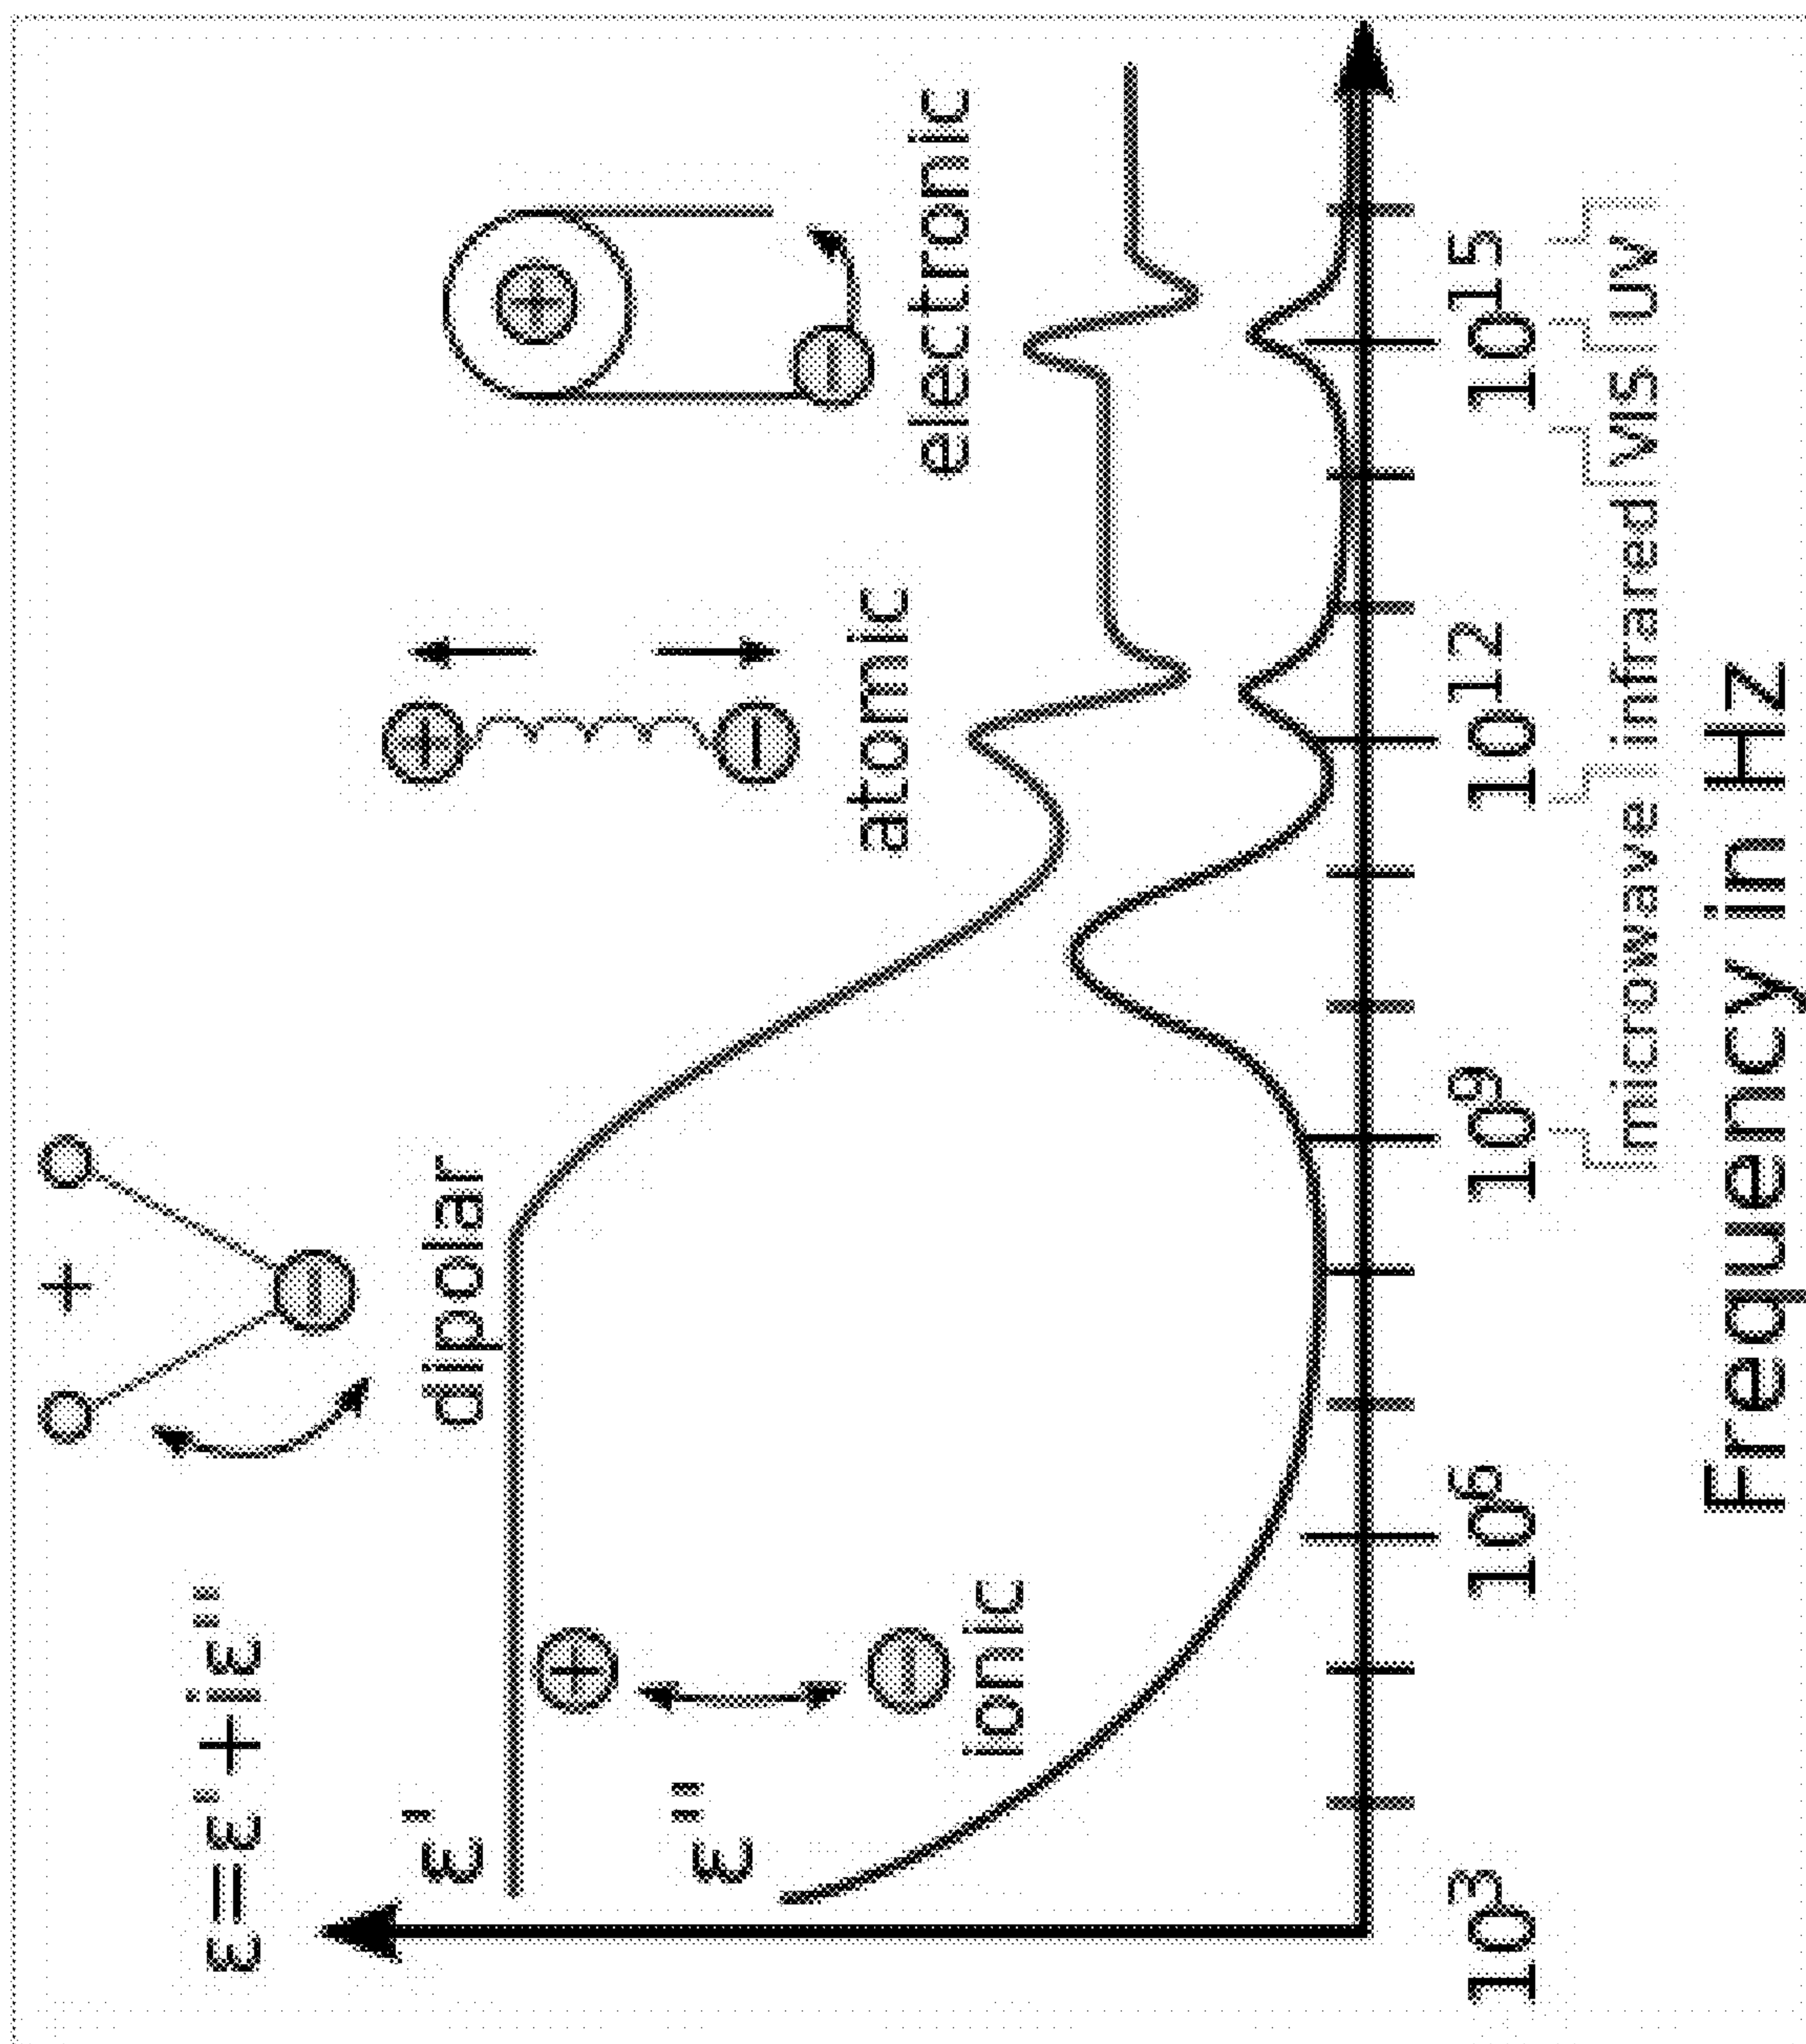 ε=ε'+iε''
ε'
ε''
+
−
ionic
+
−
dipolar
+
−
atomic
+
−
electronic
10³ 10⁶ 10⁹ 10¹² 10¹⁵
microwave infrared VIS UV
Frequency in Hz